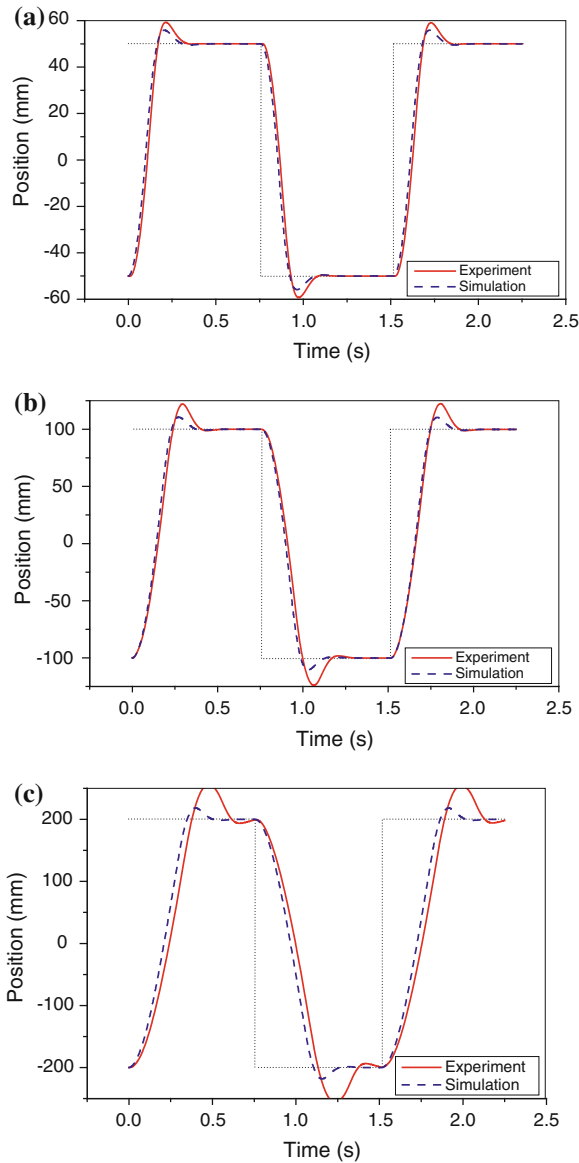 (a)
60
40
20
0
-20
-40
-60
Position (mm)
Experiment
Simulation
0.0 0.5 1.0 1.5 2.0 2.5
Time (s)
(b)
100
50
0
-50
-100
Position (mm)
Experiment
Simulation
0.0 0.5 1.0 1.5 2.0 2.5
Time (s)
(c)
200
100
0
-100
-200
Position (mm)
Experiment
Simulation
0.0 0.5 1.0 1.5 2.0 2.5
Time (s)